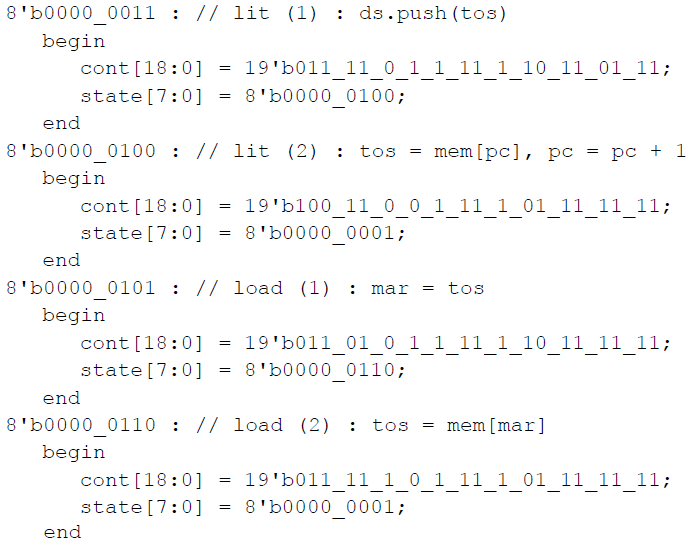 8'b0000_0011 : // lit (1) : ds.push(tos)
begin
cont[18:0] = 19'b011_11_0_1_1_11_1_10_11_01_11;
state[7:0] = 8'b0000_0100;
end
8'b0000_0100 : // lit (2) : tos = mem[pc], pc = pc + 1
begin
cont[18:0] = 19'b100_11_0_0_1_11_1_01_11_11_11;
state[7:0] = 8'b0000_0001;
end
8'b0000_0101 : // load (1) : mar = tos
begin
cont[18:0] = 19'b011_01_0_1_1_11_1_10_11_11_11;
state[7:0] = 8'b0000_0110;
end
8'b0000_0110 : // load (2) : tos = mem[mar]
begin
cont[18:0] = 19'b011_11_1_0_1_11_1_01_11_11_11;
state[7:0] = 8'b0000_0001;
end